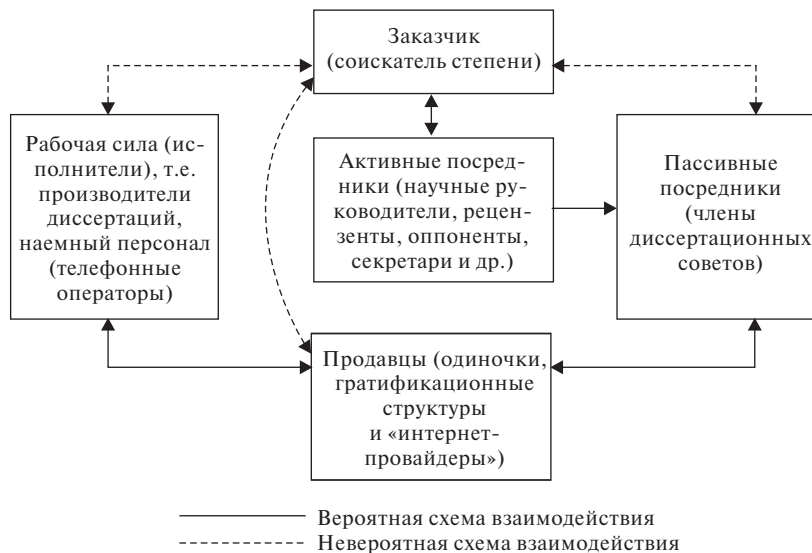 Заказчик
(соискатель степени)
Рабочая сила (ис-
полнители), т.е.
производители
диссертаций,
наемный персонал
(телефонные
операторы)
Активные посред-
ники (научные ру-
ководители, рецен-
зенты, оппоненты,
секретари и др.)
Пассивные
посредники
(члены
диссертационных
советов)
Продавцы (одиночки,
гратификационные
структуры
и «интернет-
провайдеры»)
Вероятная схема взаимодействия
Невероятная схема взаимодействия